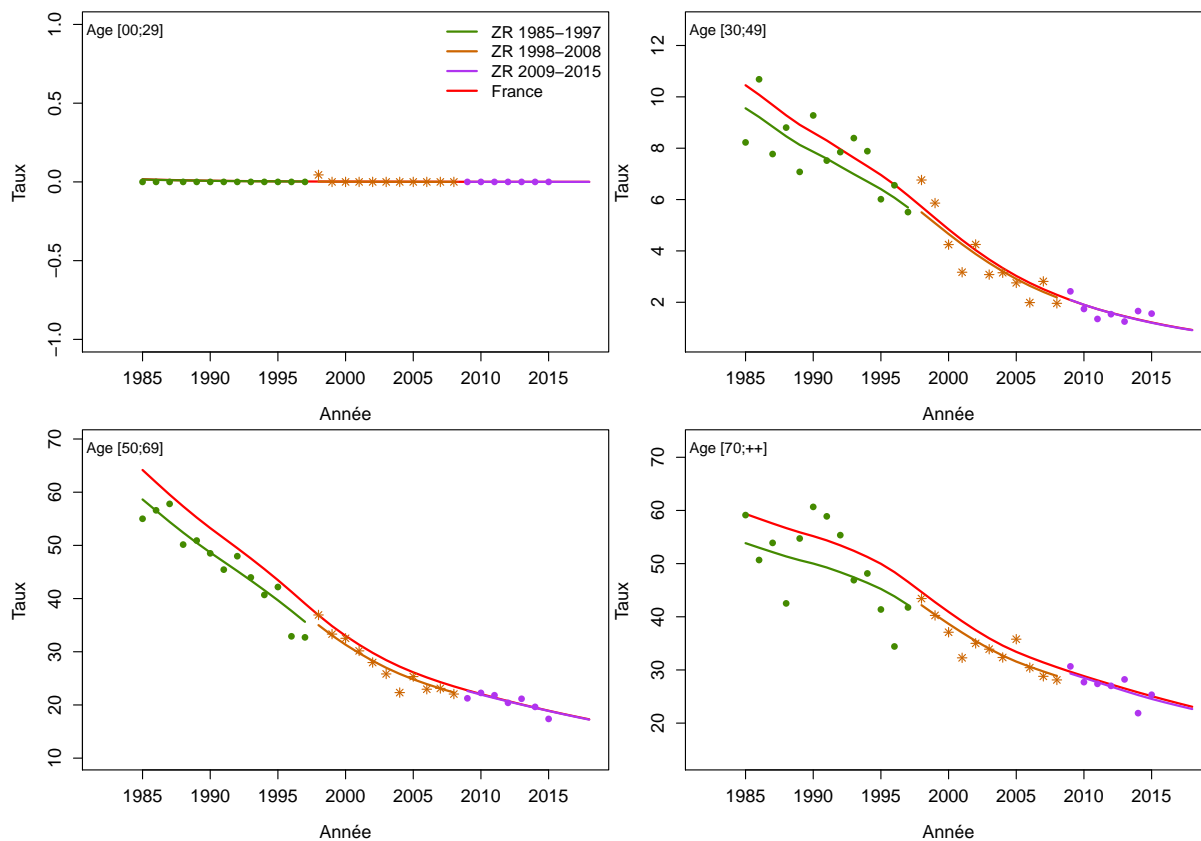 Age [00;29]
ZR 1985−1997
ZR 1998−2008
ZR 2009−2015
France
1.0
0.5
0.0
−0.5
−1.0
Taux
1985 1990 1995 2000 2005 2010 2015
Année
Age [30;49]
12
10
8
6
4
2
Taux
1985 1990 1995 2000 2005 2010 2015
Année
Age [50;69]
70
60
50
40
30
20
10
Taux
1985 1990 1995 2000 2005 2010 2015
Année
Age [70;++]
70
60
50
40
30
20
Taux
1985 1990 1995 2000 2005 2010 2015
Année